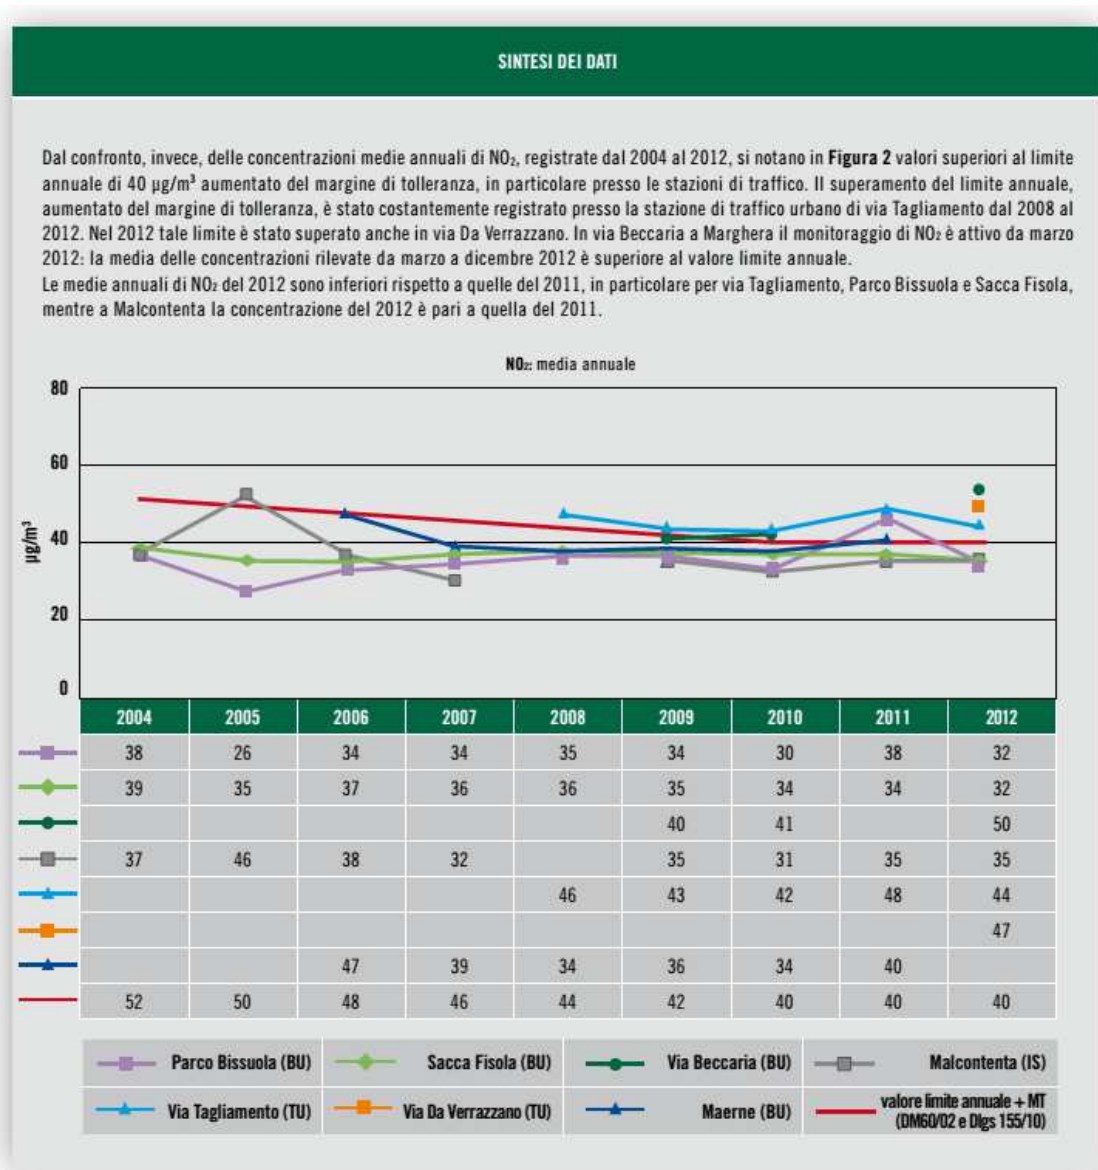 SINTESI DEI DATI
Dal confronto, invece, delle concentrazioni medie annuali di NO₂, registrate dal 2004 al 2012, si notano in Figura 2 valori superiori al limite
annuale di 40 µg/m³ aumentato del margine di tolleranza, in particolare presso le stazioni di traffico. Il superamento del limite annuale,
aumentato del margine di tolleranza, è stato costantemente registrato presso la stazione di traffico urbano di via Tagliamento dal 2008 al
2012. Nel 2012 tale limite è stato superato anche in via Da Verrazzano. In via Beccaria a Marghera il monitoraggio di NO₂ è attivo da marzo
2012: la media delle concentrazioni rilevate da marzo a dicembre 2012 è superiore al valore limite annuale.
Le medie annuali di NO₂ del 2012 sono inferiori rispetto a quelle del 2011, in particolare per via Tagliamento, Parco Bissuola e Sacca Fisola,
mentre a Malcontenta la concentrazione del 2012 è pari a quella del 2011.
NO₂: media annuale
80
60
40
20
0
µg/m³
2004 2005 2006 2007 2008 2009 2010 2011 2012
38 26 34 34 35 34 30 38 32
39 35 37 36 36 35 34 34 32
40 41 50
37 46 38 32 35 31 35 35
46 43 42 48 44
47
47 39 34 36 34 40
52 50 48 46 44 42 40 40 40
Parco Bissuola (BU) Sacca Fisola (BU) Via Beccaria (BU) Malcontenta (IS)
Via Tagliamento (TU) Via Da Verrazzano (TU) Maerne (BU) valore limite annuale + MT
(DM60/02 e Dlgs 155/10)